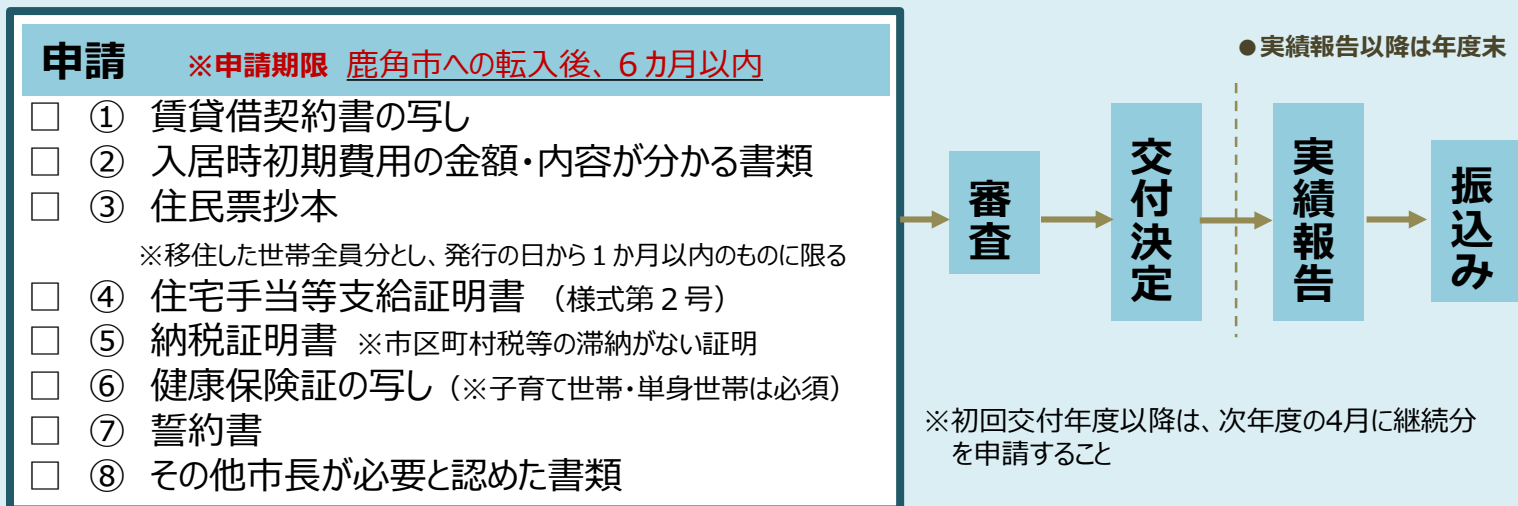 申請 ※申請期限 鹿角市への転入後、6カ月以内
□ ① 賃貸借契約書の写し
□ ② 入居時初期費用の金額・内容が分かる書類
□ ③ 住民票抄本
※移住した世帯全員分とし、発行の日から1か月以内のものに限る
□ ④ 住宅手当等支給証明書 (様式第2号)
□ ⑤ 納税証明書 ※市区町村税等の滞納がない証明
□ ⑥ 健康保険証の写し(※子育て世帯・単身世帯は必須)
□ ⑦ 誓約書
□ ⑧ その他市長が必要と認めた書類
●実績報告以降は年度末
審査
交付決定
実績報告
振込み
※初回交付年度以降は、次年度の4月に継続分
を申請すること